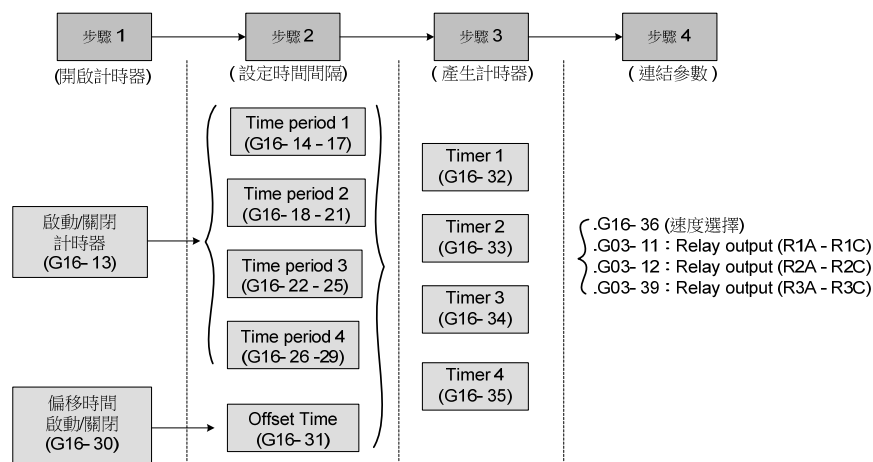 步驟 1
步驟 2
步驟 3
步驟 4
(開啟計時器)
( 設定時間間隔)
( 產生計時器)
( 連結參數)
啟動/關閉
計時器
(G16- 13)
偏移時間
啟動/關閉
(G16- 30)
Time period 1
(G16- 14 - 17)
Time period 2
(G16- 18 - 21)
Time period 3
(G16- 22 - 25)
Time period 4
(G16- 26 -29)
Offset Time
(G16- 31)
Timer 1
(G16- 32)
Timer 2
(G16- 33)
Timer 3
(G16- 34)
Timer 4
(G16- 35)
.G16- 36 (速度選擇)
.G03- 11：Relay output (R1A - R1C)
.G03- 12：Relay output (R2A - R2C)
.G03- 39：Relay output (R3A - R3C)